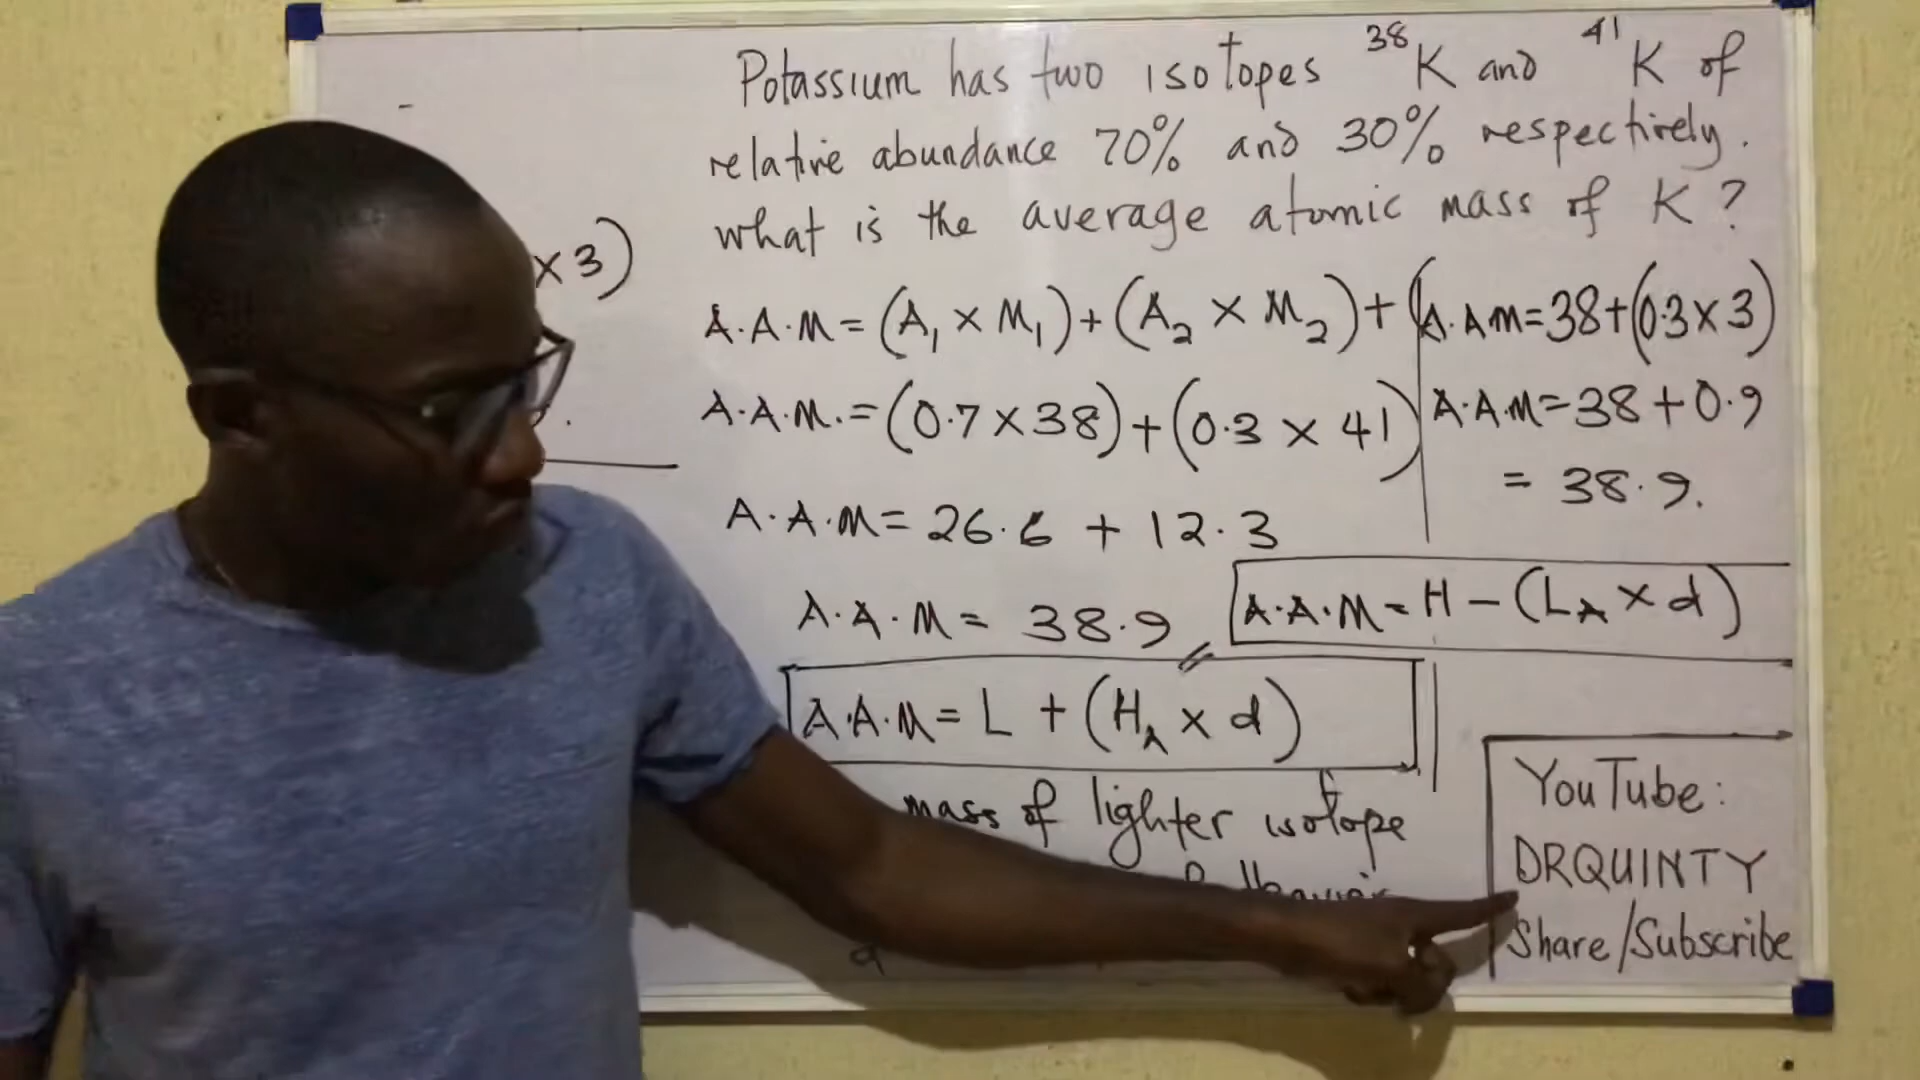 Potassium has two isotopes ³⁸K and ⁴¹K of
relative abundance 70% and 30% respectively.
what is the average atomic mass of K?
× 3)
A.A.M = (A₁ × M₁) + (A₂ × M₂) + (
A.A.M. = (0.7 × 38) + (0.3 × 41)
A.A.M = 26.6 + 12.3
A.A.M = 38.9
A.A.M = 38 + (0.3 × 3)
A.A.M = 38 + 0.9
= 38.9.
A.A.M = H - (L_A × d)
A.A.M = L + (H_A × d)
mass of lighter isotope
d
YouTube:
DRQUINTY
Share/Subscribe